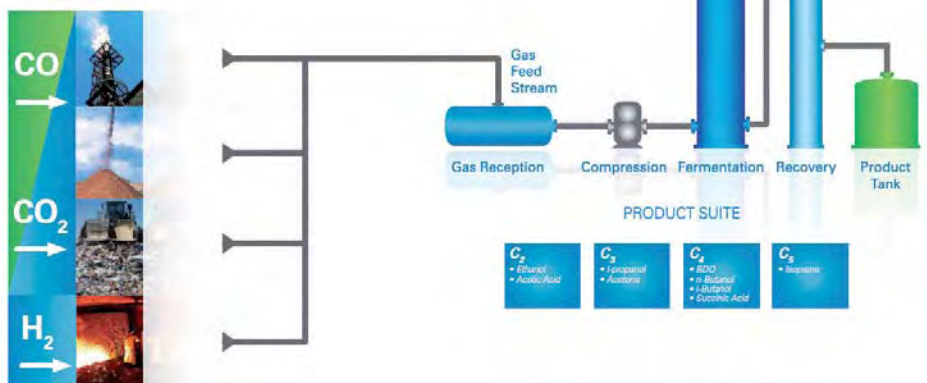 CO
CO2
H2
Gas
Feed
Stream
Gas Reception
Compression
Fermentation
Recovery
Product
Tank
PRODUCT SUITE
C2
• Ethanol
• Acetic Acid
C3
• i-propanol
• Acetone
C4
• BDO
• n-Butanol
• i-Butanol
• Succinic Acid
C5
• Isoprene